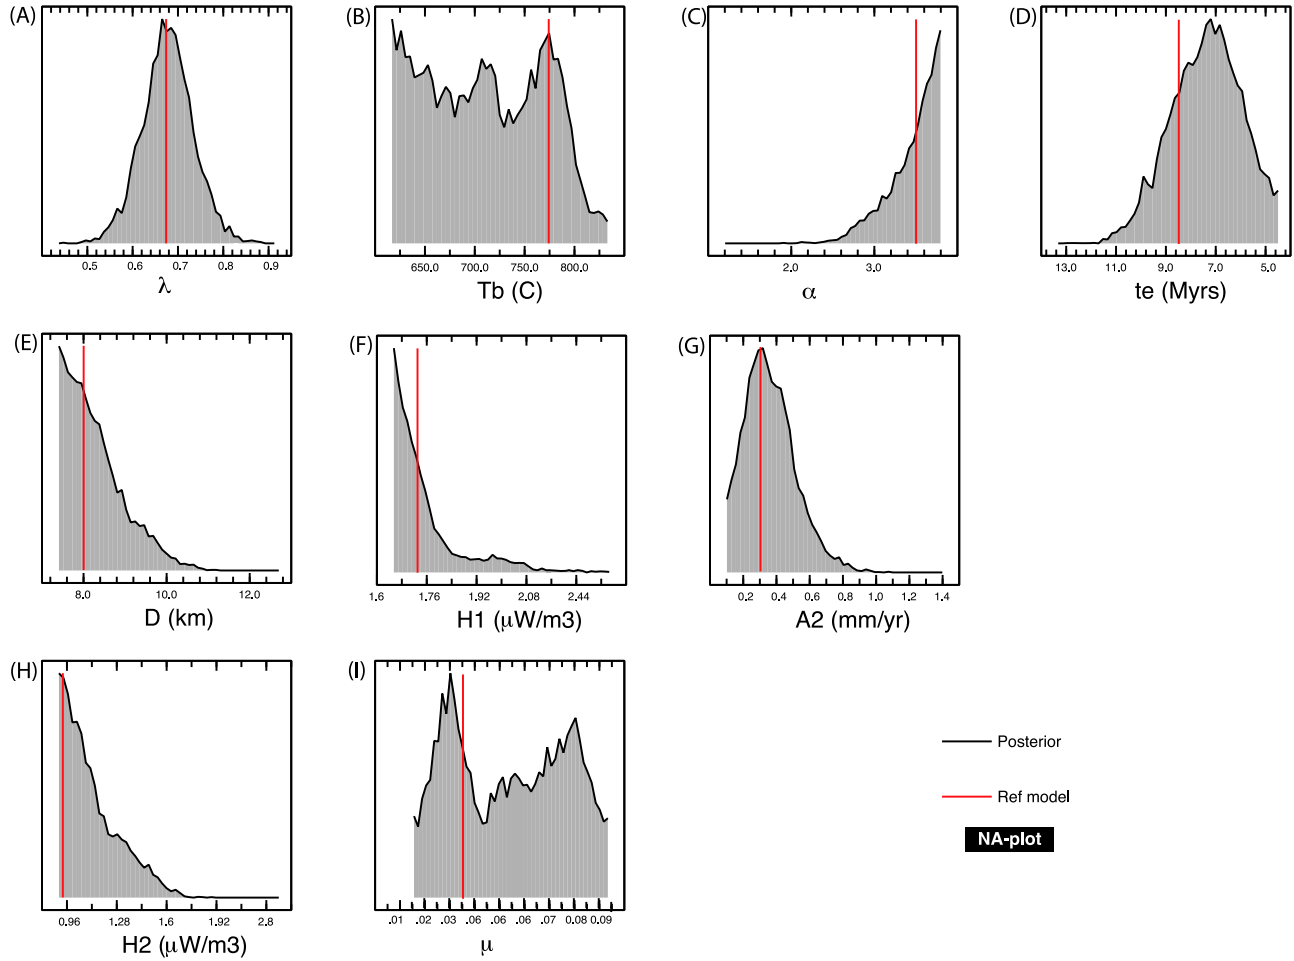 (A)
0.5 0.6 0.7 0.8 0.9
λ
(B)
650.0 700.0 750.0 800.0
Tb (C)
(C)
2.0 3.0
α
(D)
13.0 11.0 9.0 7.0 5.0
te (Myrs)
(E)
8.0 10.0 12.0
D (km)
(F)
1.6 1.76 1.92 2.08 2.44
H1 (μW/m3)
(G)
0.2 0.4 0.6 0.8 1.0 1.2 1.4
A2 (mm/yr)
(H)
0.96 1.28 1.6 1.92 2.8
H2 (μW/m3)
(I)
.01 .02 .03 .06 .06 .06 .07 0.08 0.09
μ
Posterior
Ref model
NA-plot